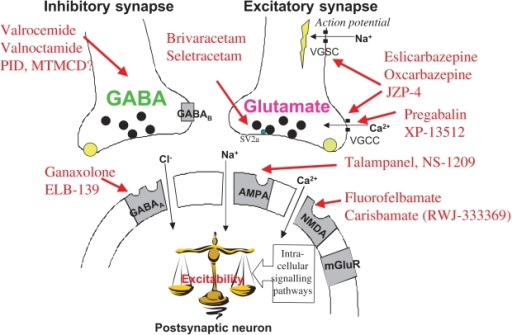 Inhibitory synapse
Excitatory synapse
Valrocemide
Valnoctamide
PID, MTMCD?
Brivaracetam
Seletracetam
Action potential
Na+
VGSC
Eslicarbazepine
Oxcarbazepine
JZP-4
GABA
GABAB
Glutamate
SV2a
Ca2+
VGCC
Pregabalin
XP-13512
Ganaxolone
ELB-139
Cl-
Na+
Ca2+
Talampanel, NS-1209
GABAA
AMPA
NMDA
mGluR
Fluorofelbamate
Carisbamate (RWJ-333369)
Excitability
Intra-
cellular
signalling
pathways
Postsynaptic neuron